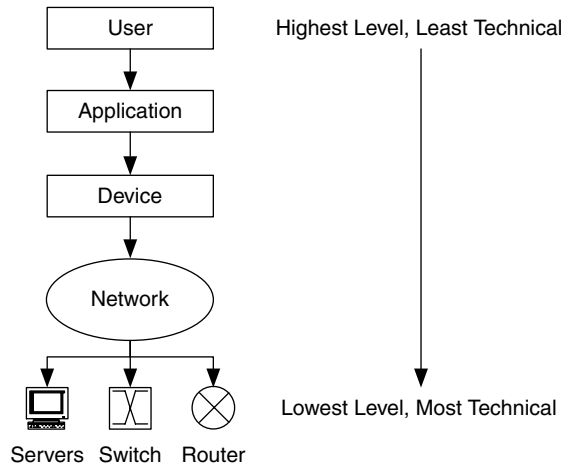 User
Highest Level, Least Technical
Application
Device
Network
Lowest Level, Most Technical
Servers
Switch
Router